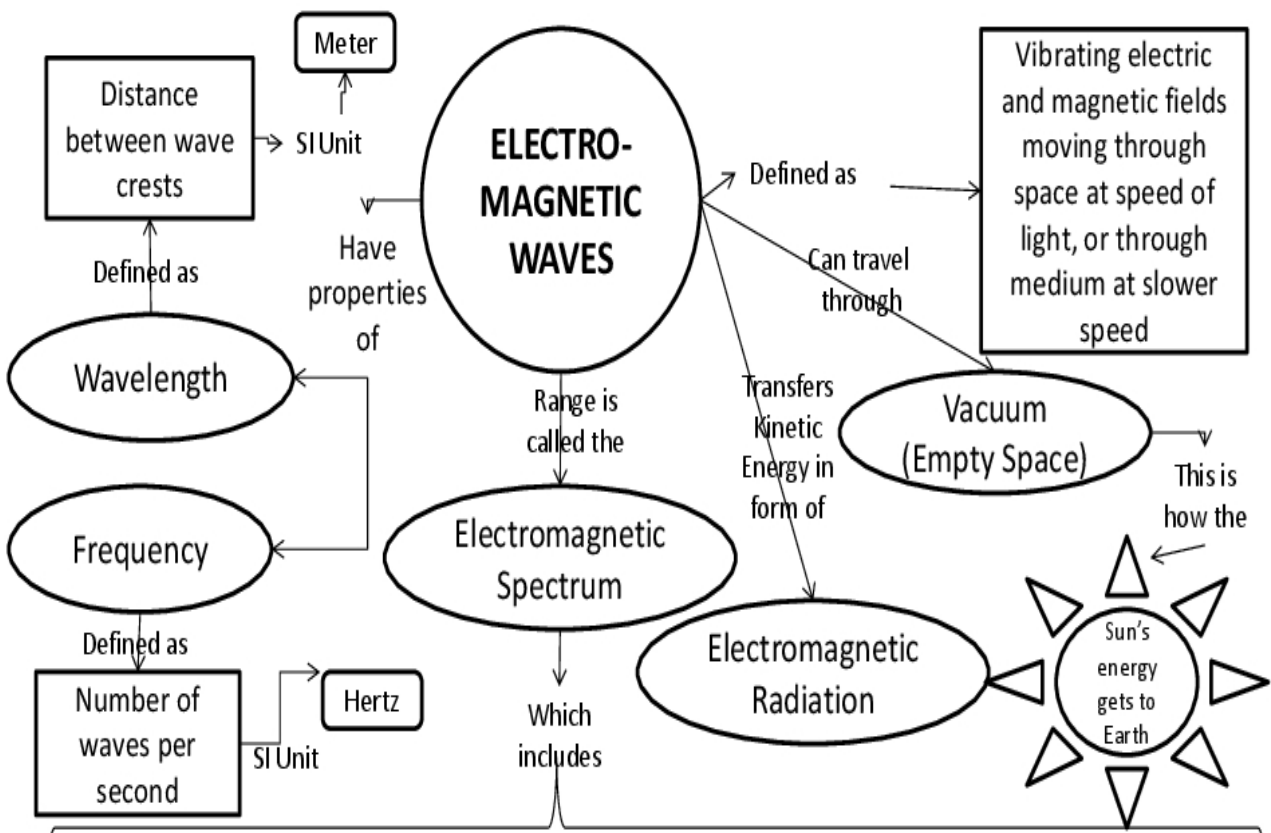 Meter
Distance
between wave
crests
SI Unit
Defined as
Wavelength
Have
properties
of
Frequency
Defined as
Number of
waves per
second
SI Unit
Hertz
ELECTRO-
MAGNETIC
WAVES
Range is
called the
Electromagnetic
Spectrum
Which
includes
Defined as
Vibrating electric
and magnetic fields
moving through
space at speed of
light, or through
medium at slower
speed
Can travel
through
Vacuum
(Empty Space)
This is
how the
Sun's
energy
gets to
Earth
Transfers
Kinetic
Energy in
form of
Electromagnetic
Radiation